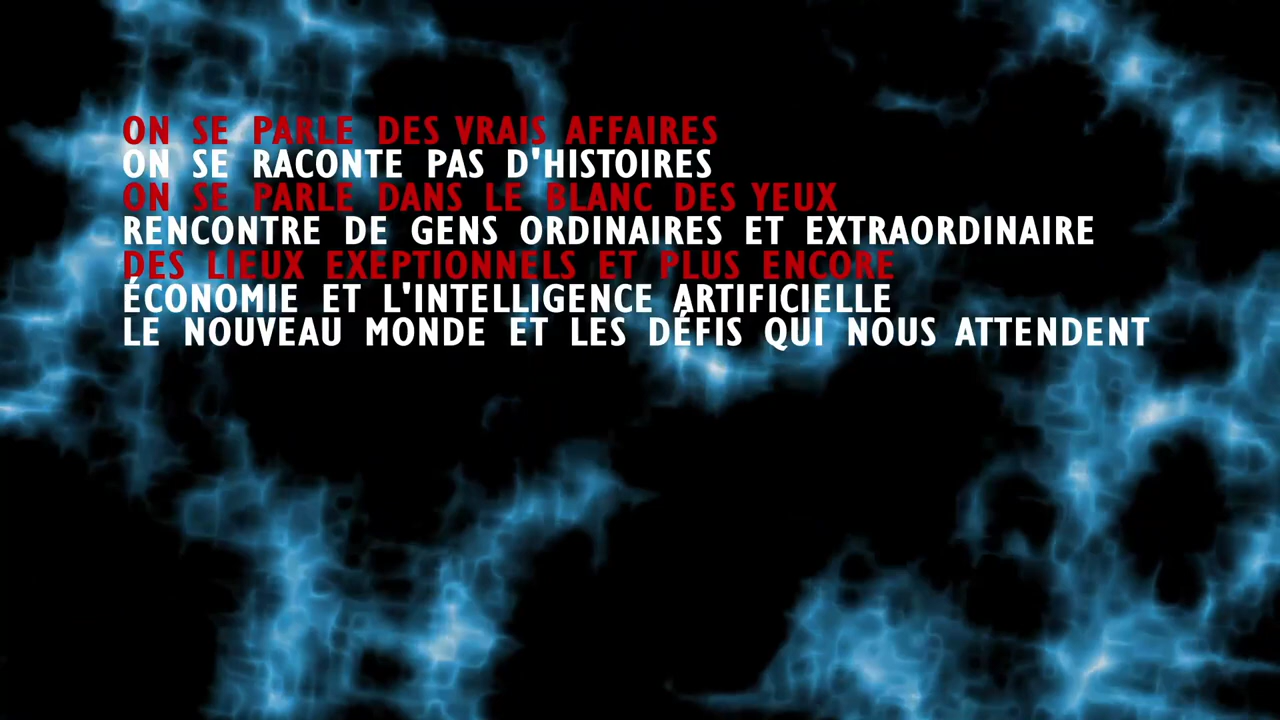 ON SE PARLE DES VRAIS AFFAIRES
ON SE RACONTE PAS D'HISTOIRES
ON SE PARLE DANS LE BLANC DES YEUX
RENCONTRE DE GENS ORDINAIRES ET EXTRAORDINAIRE
DES LIEUX EXEPTIONNELS ET PLUS ENCORE
ÉCONOMIE ET L'INTELLIGENCE ARTIFICIELLE
LE NOUVEAU MONDE ET LES DÉFIS QUI NOUS ATTENDENT